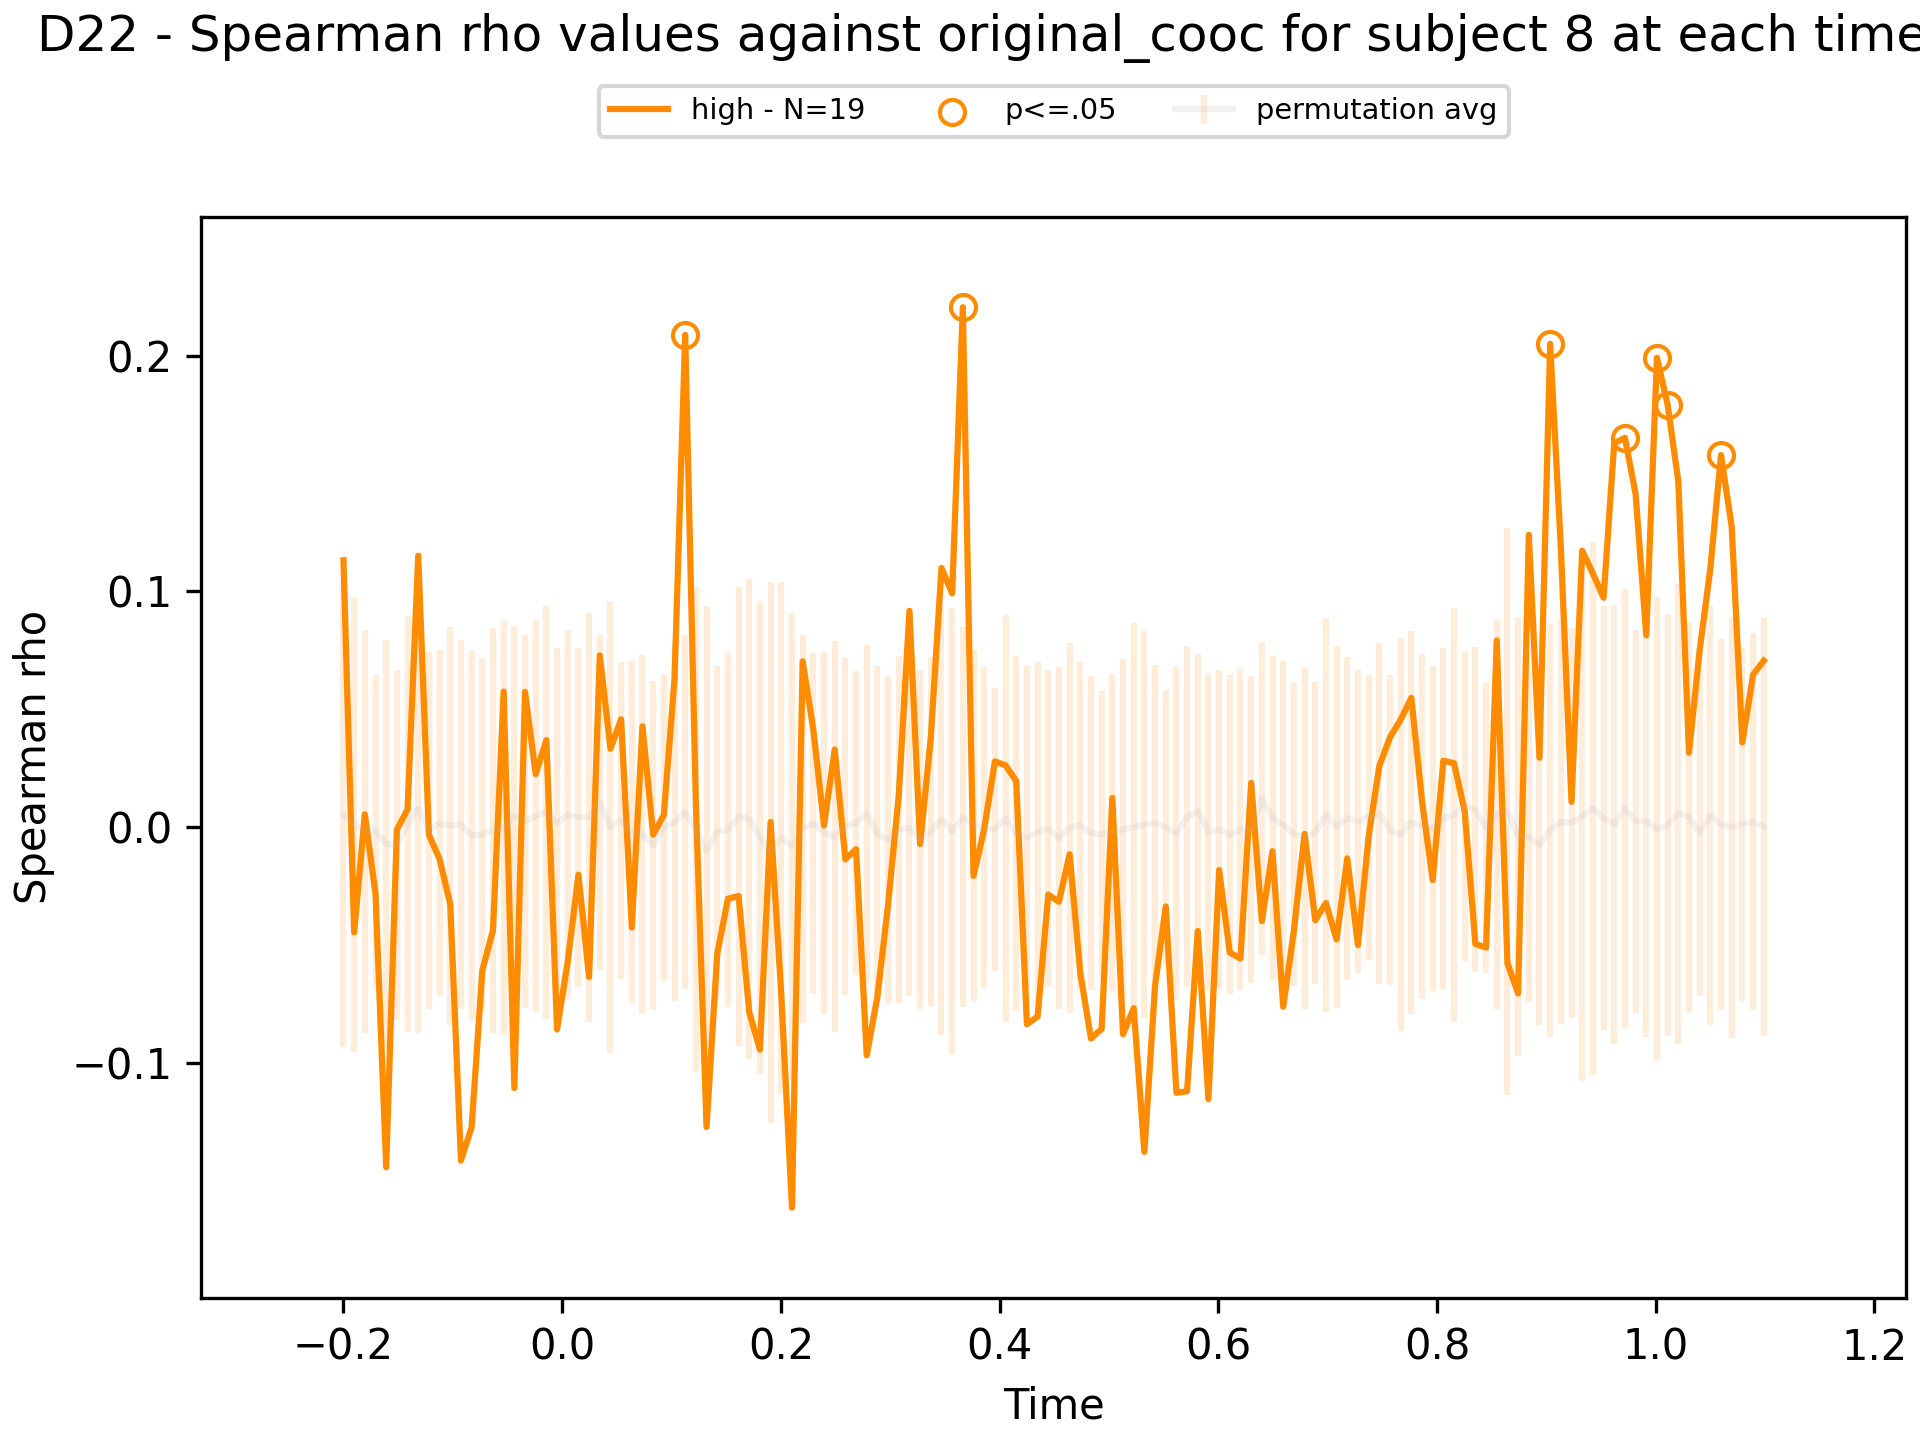 D22 - Spearman rho values against original_cooc for subject 8 at each time
high - N=19 p<=.05 permutation avg
0.2
0.1
0.0
−0.1
Spearman rho
−0.2 0.0 0.2 0.4 0.6 0.8 1.0 1.2
Time